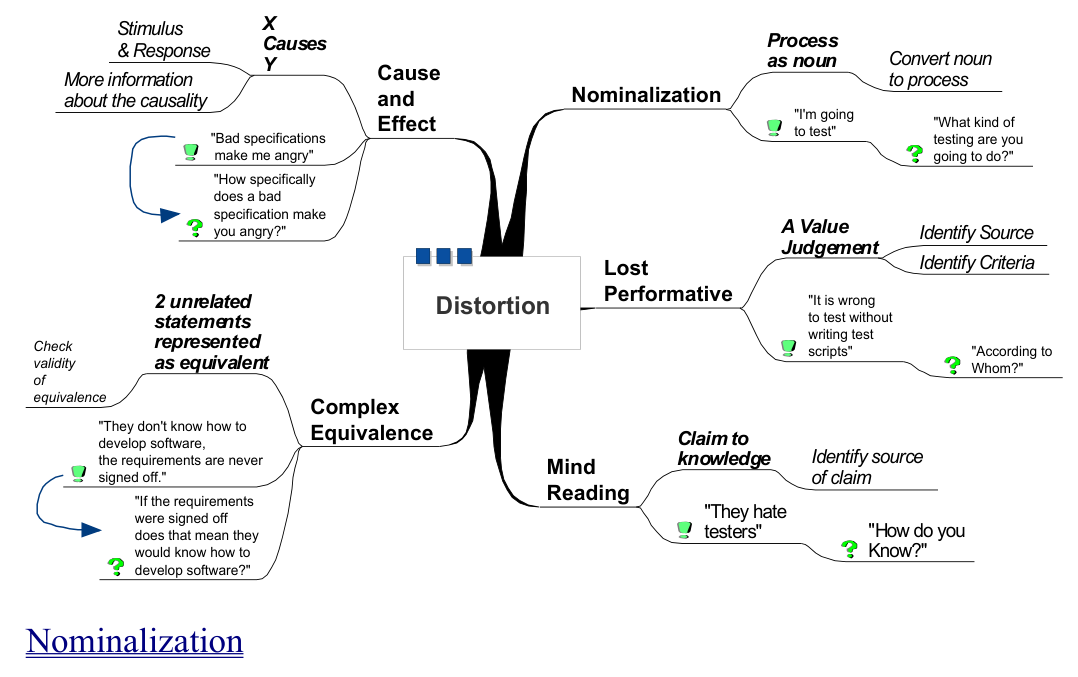 Stimulus
& Response
More information
about the causality
X
Causes
Y
Cause
and
Effect
"Bad specifications
make me angry"
"How specifically
does a bad
specification make
you angry?"
Nominalization
Process
as noun
Convert noun
to process
"I'm going
to test"
"What kind of
testing are you
going to do?"
Distortion
Lost
Performative
A Value
Judgement
Identify Source
Identify Criteria
"It is wrong
to test without
writing test
scripts"
"According to
Whom?"
2 unrelated
statements
represented
as equivalent
Check
validity
of
equivalence
Complex
Equivalence
"They don't know how to
develop software,
the requirements are never
signed off."
"If the requirements
were signed off
does that mean they
would know how to
develop software?"
Mind
Reading
Claim to
knowledge
Identify source
of claim
"They hate
testers"
"How do you
Know?"
Nominalization